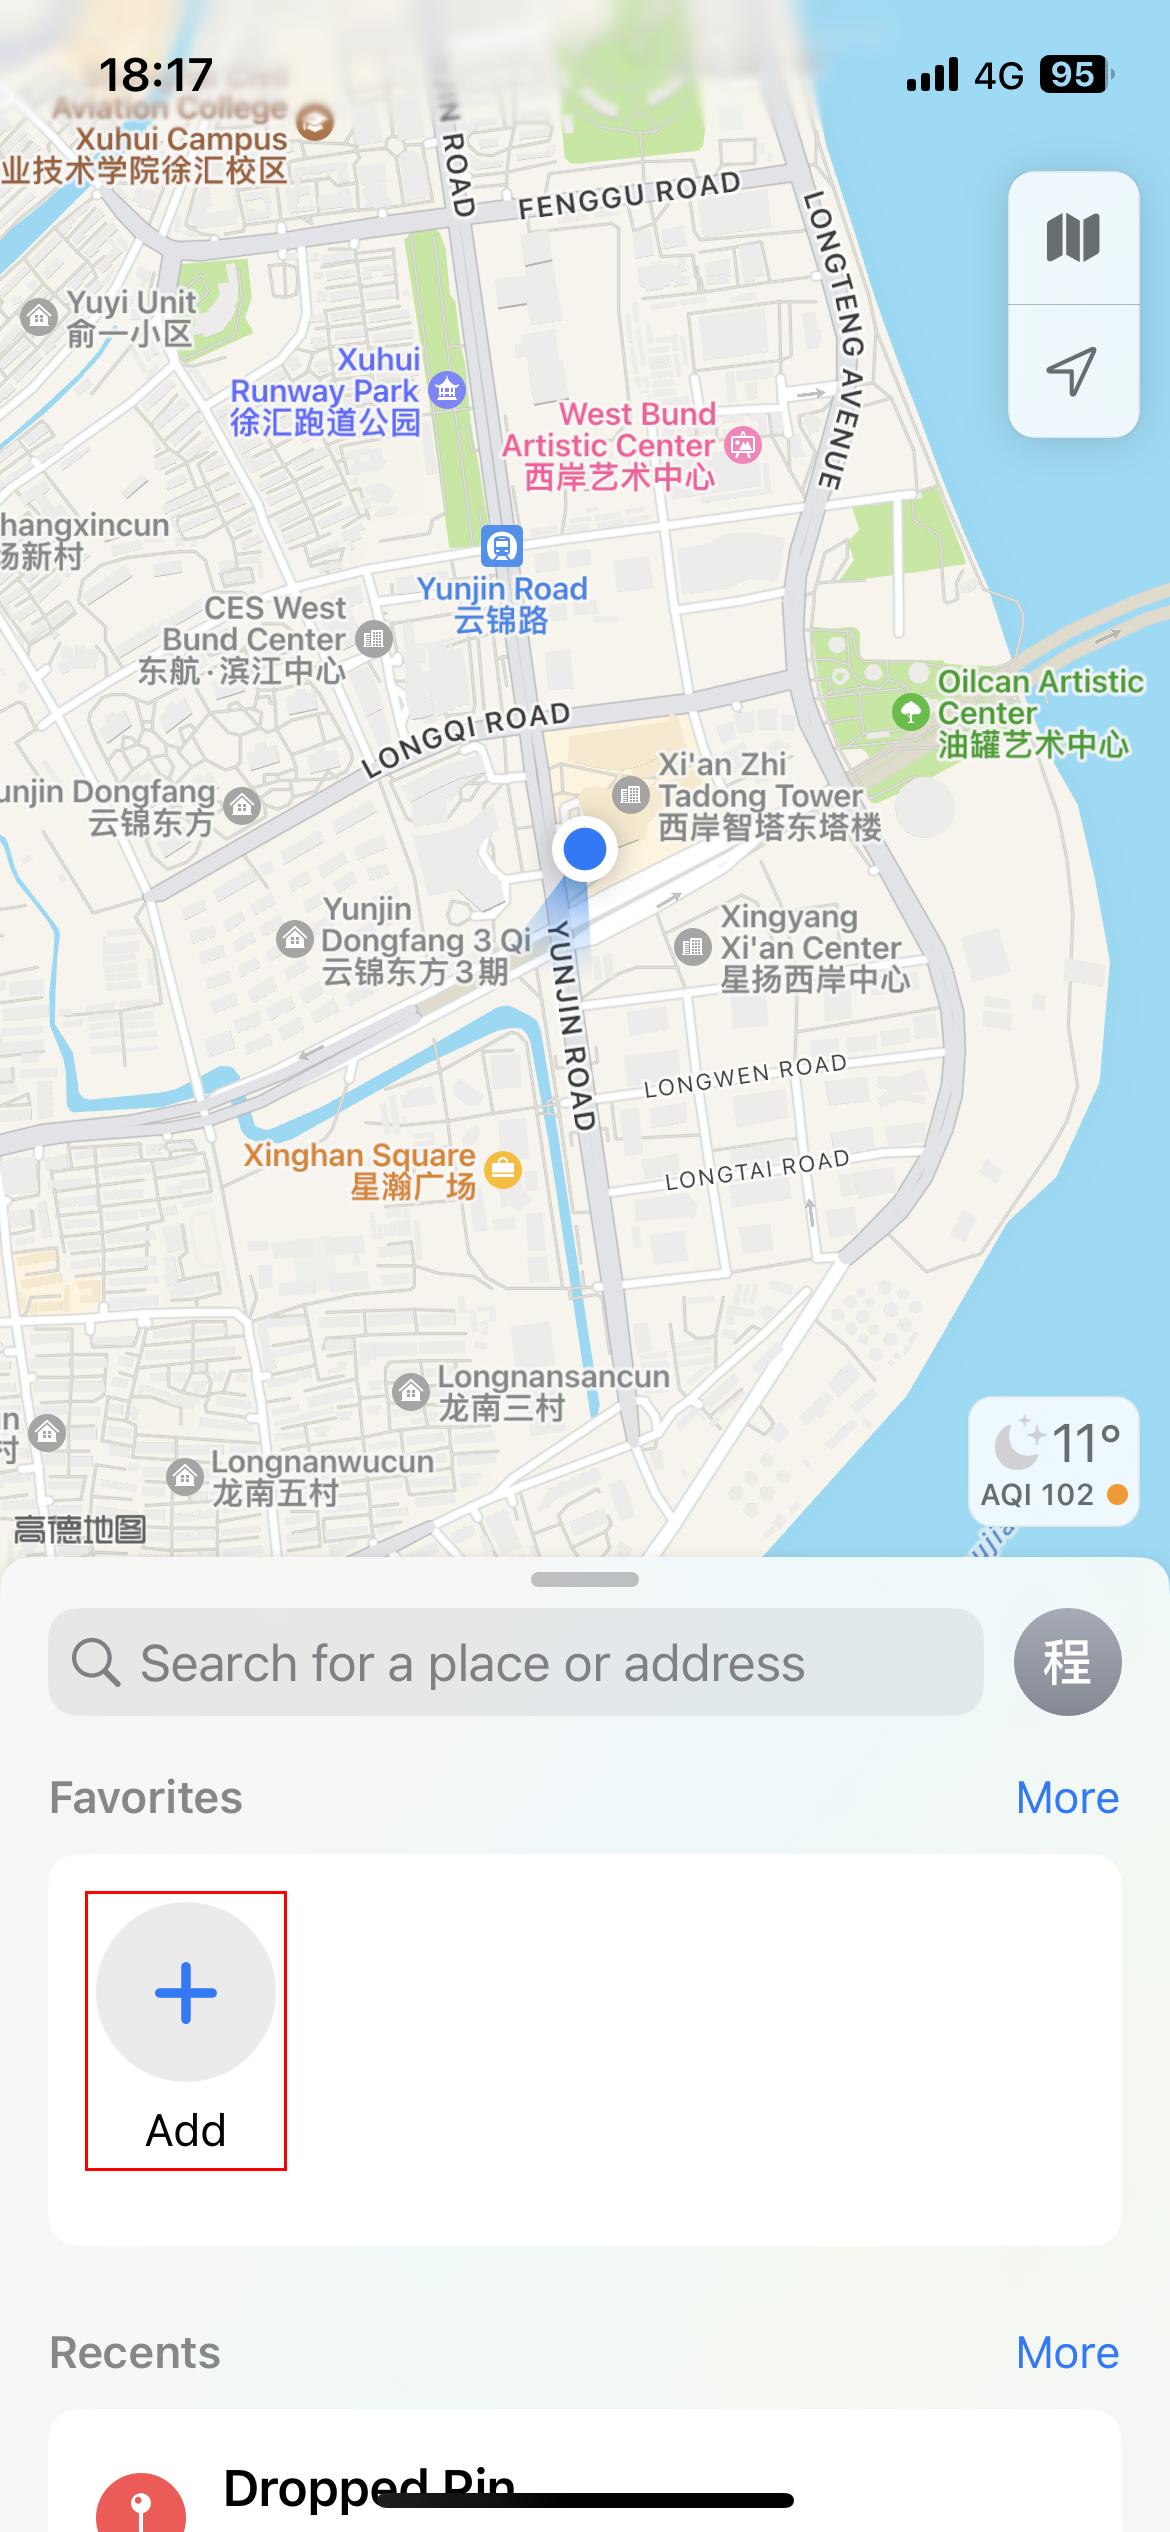 18:17
4G
95
Aviation College
Xuhui Campus
业技术学院徐汇校区
JIN ROAD
FENGGU ROAD
LONGTENG AVENUE
Yuyi Unit
俞一小区
Xuhui
Runway Park
徐汇跑道公园
West Bund
Artistic Center
西岸艺术中心
hangxincun
场新村
Yunjin Road
云锦路
CES West
Bund Center
东航·滨江中心
Oilcan Artistic
Center
油罐艺术中心
LONGQI ROAD
Xi'an Zhi
Tadong Tower
西岸智塔东塔楼
unjin Dongfang
云锦东方
Yunjin
Dongfang 3 Qi
云锦东方3期
YUNJIN ROAD
Xingyang
Xi'an Center
星扬西岸中心
LONGWEN ROAD
Xinghan Square
星瀚广场
LONGTAI ROAD
Longnansancun
龙南三村
n
村
Longnanwucun
龙南五村
11°
AQI 102
高德地图
ujia
Search for a place or address
程
Favorites
More
Add
Recents
More
Dropped Pin